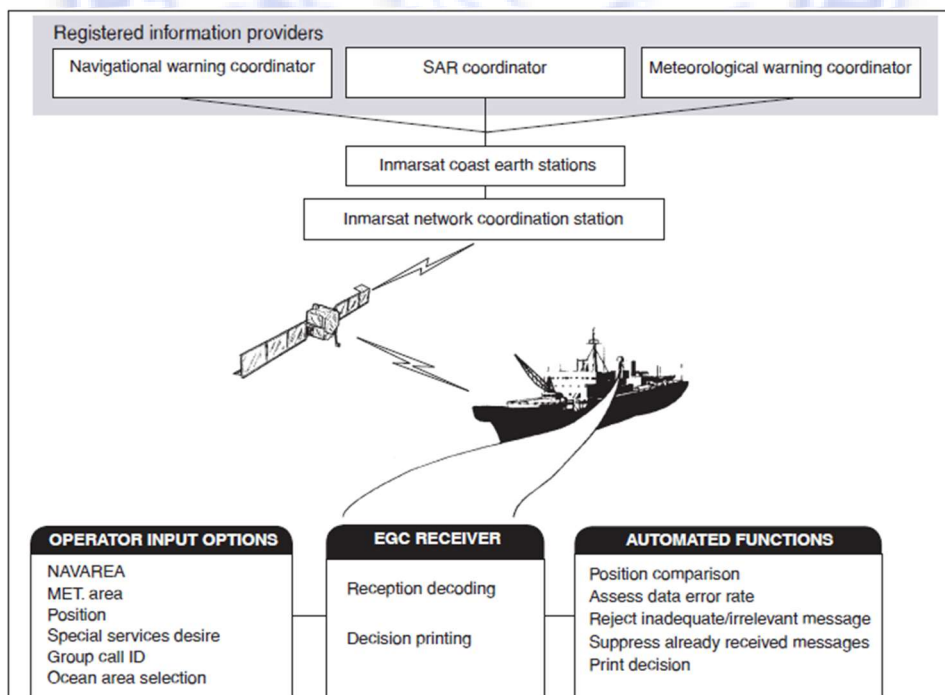 Registered information providers
Navigational warning coordinator
SAR coordinator
Meteorological warning coordinator
Inmarsat coast earth stations
Inmarsat network coordination station
OPERATOR INPUT OPTIONS
NAVAREA
MET. area
Position
Special services desire
Group call ID
Ocean area selection
EGC RECEIVER
Reception decoding
Decision printing
AUTOMATED FUNCTIONS
Position comparison
Assess data error rate
Reject inadequate/irrelevant message
Suppress already received messages
Print decision